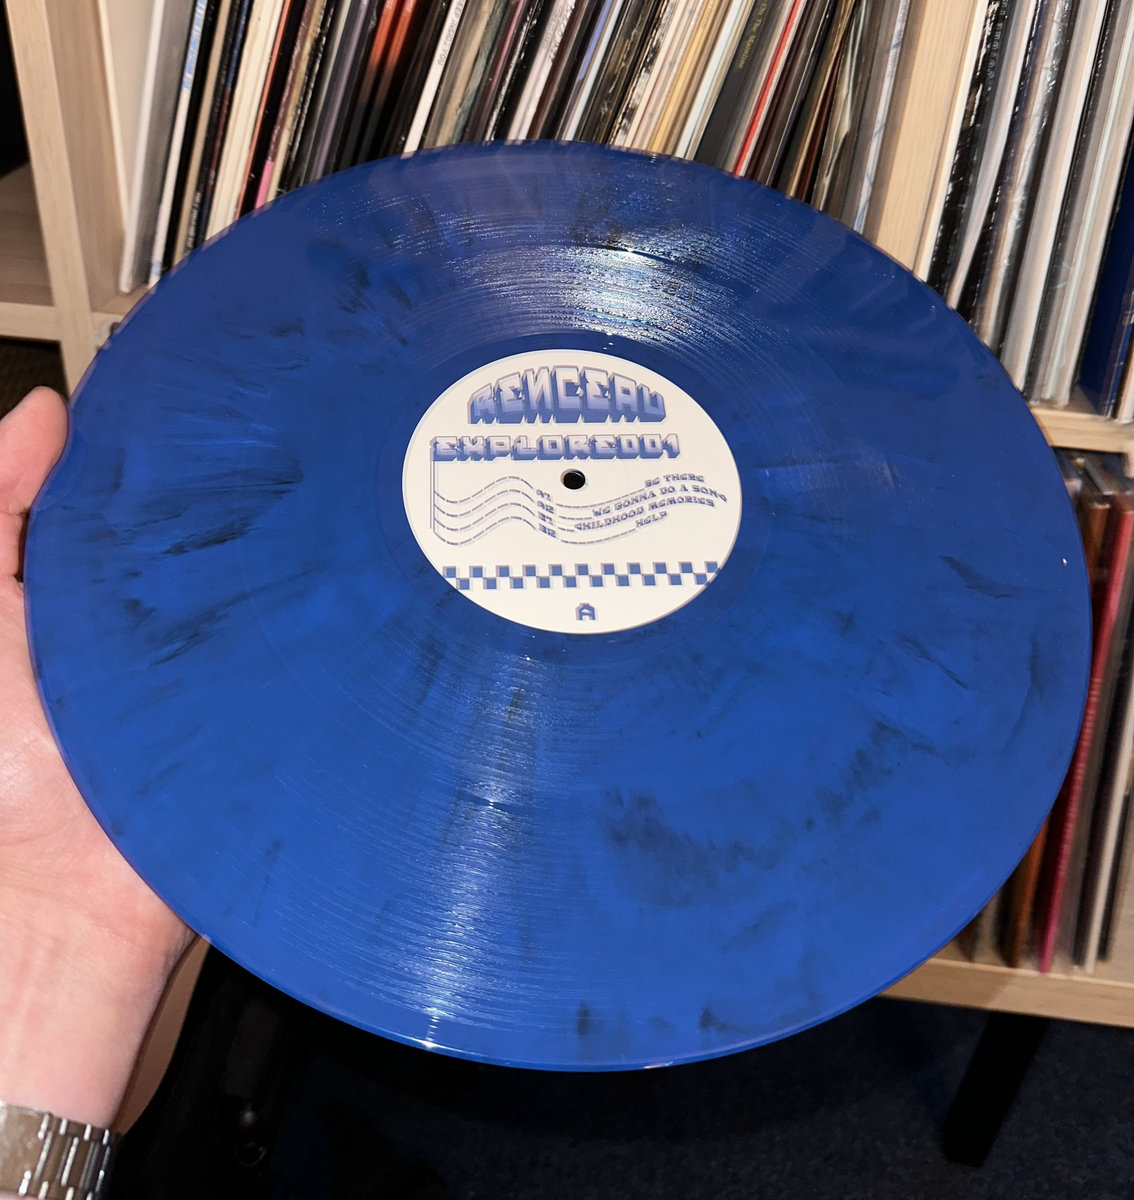 RENCEAU
EXPLORE001
A1 BE THERE
A2 WE GONNA DO A SONG
B1 CHILDHOOD MEMORIES
B2 HELP
A